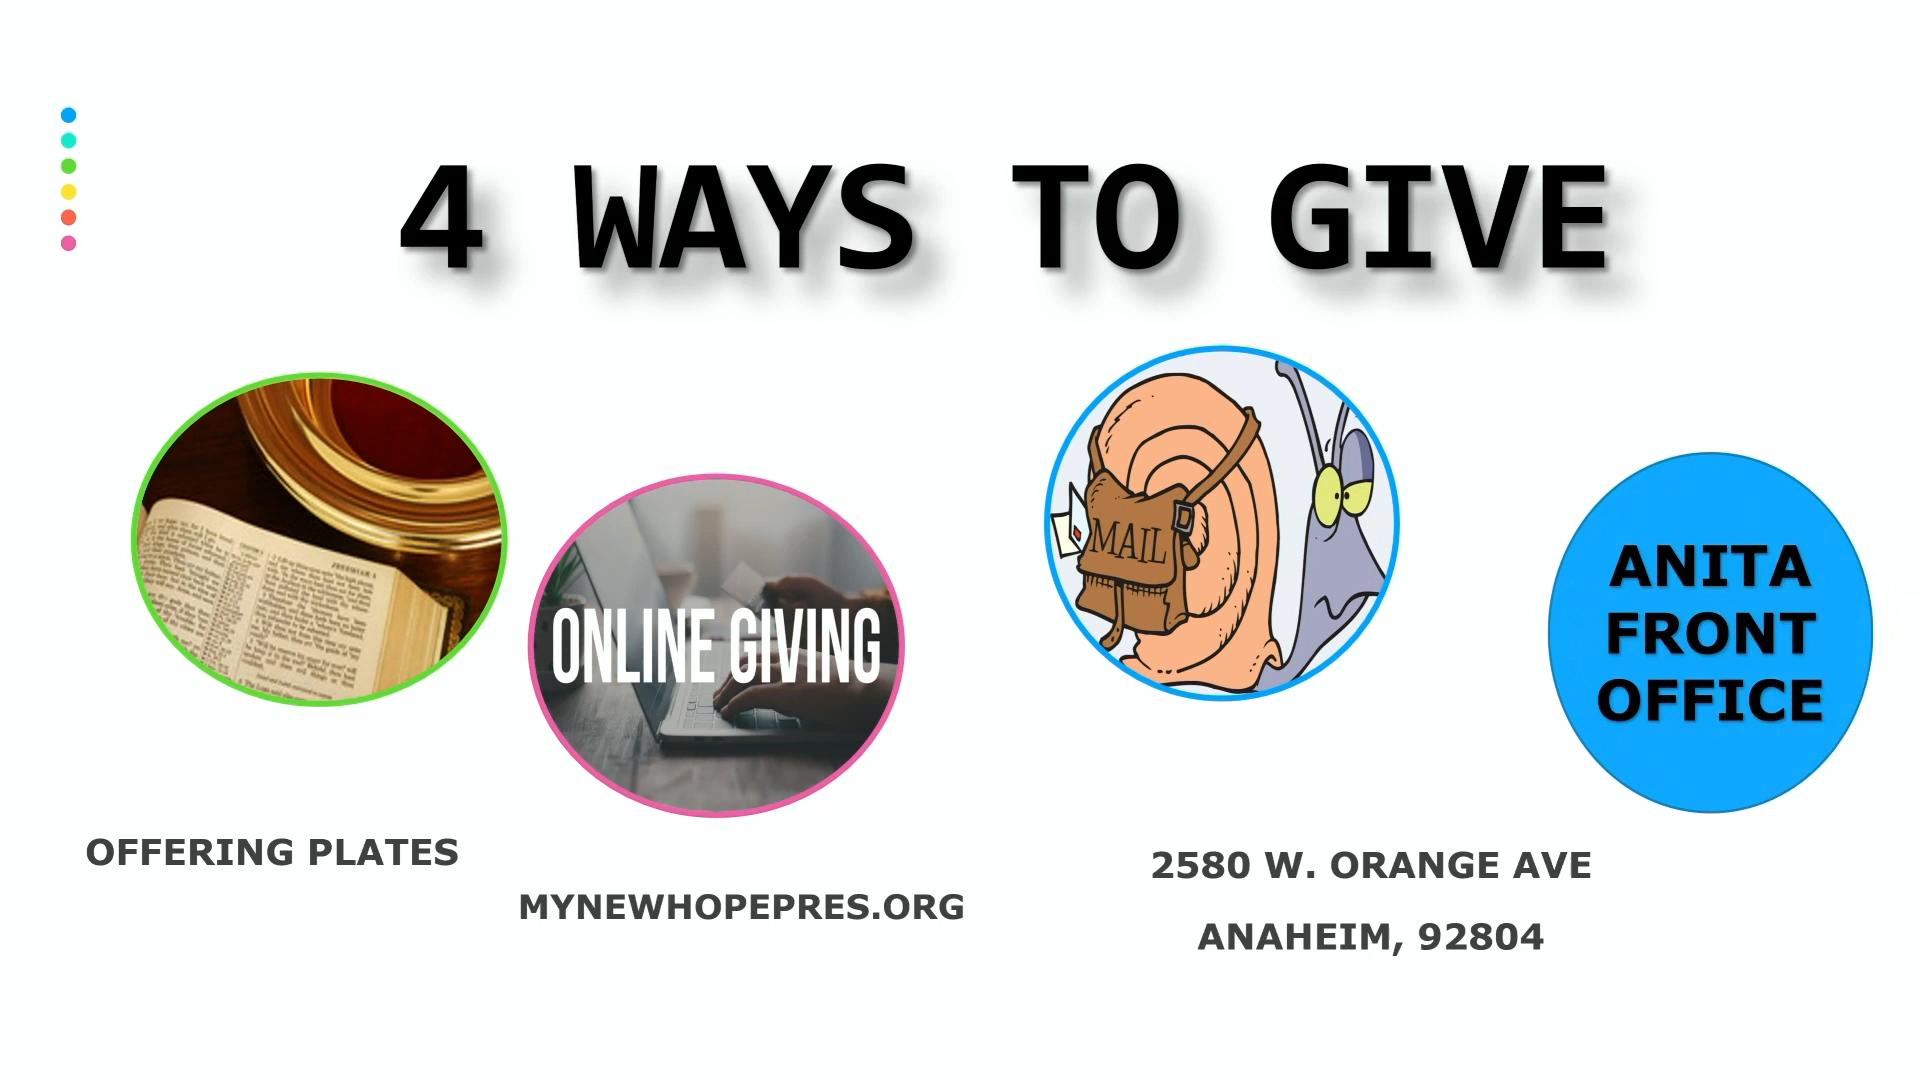 4 WAYS TO GIVE
JEREMIAH
ONLINE GIVING
MAIL
ANITA
FRONT
OFFICE
OFFERING PLATES
MYNEWHOPEPRES.ORG
2580 W. ORANGE AVE
ANAHEIM, 92804